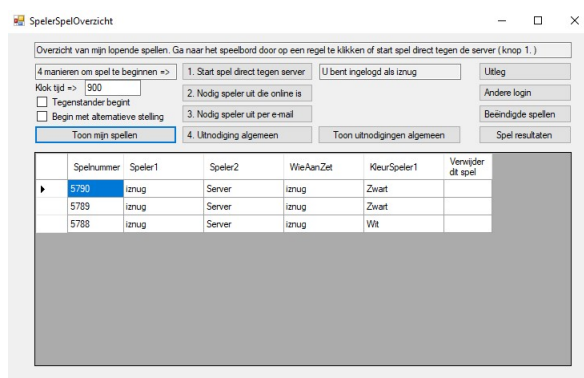 SpelerSpelOverzicht
Overzicht van mijn lopende spellen. Ga naar het speelbord door op een regel te klikken of start spel direct tegen de server ( knop 1. )
4 manieren om spel te beginnen => 1. Start spel direct tegen server U bent ingelogd als iznug Uitleg
Klok tijd => 900 2. Nodig speler uit die online is Andere login
Tegenstander begint
Begin met alternatieve stelling 3. Nodig speler uit per e-mail Beëindigde spellen
Toon mijn spellen 4. Uitnodiging algemeen Toon uitnodigingen algemeen Spel resultaten
Spelnummer Speler1 Speler2 WieAanZet KleurSpeler1 Verwijder
dit spel
5790 iznug Server iznug Zwart
5789 iznug Server iznug Zwart
5788 iznug Server iznug Wit